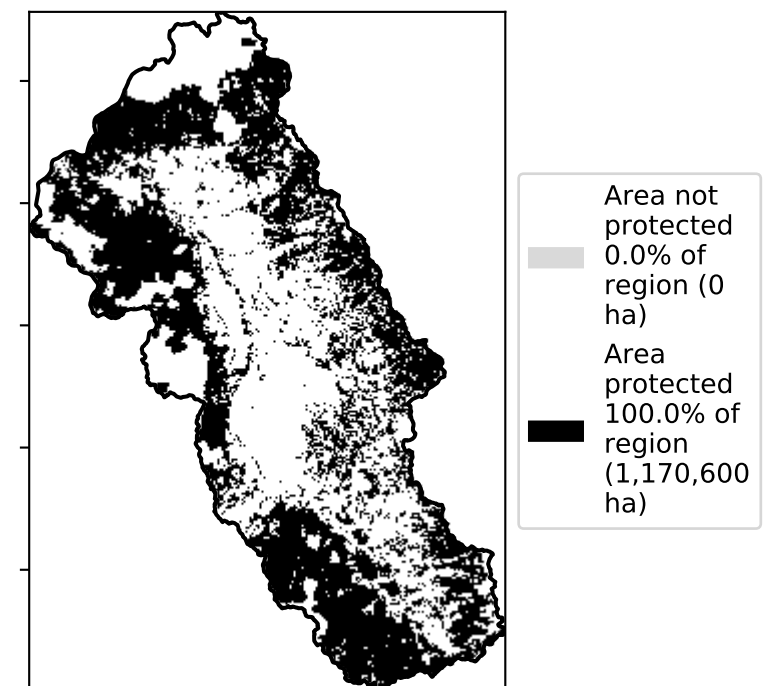 Area not
protected
0.0% of
region (0
ha)
Area
protected
100.0% of
region
(1,170,600
ha)